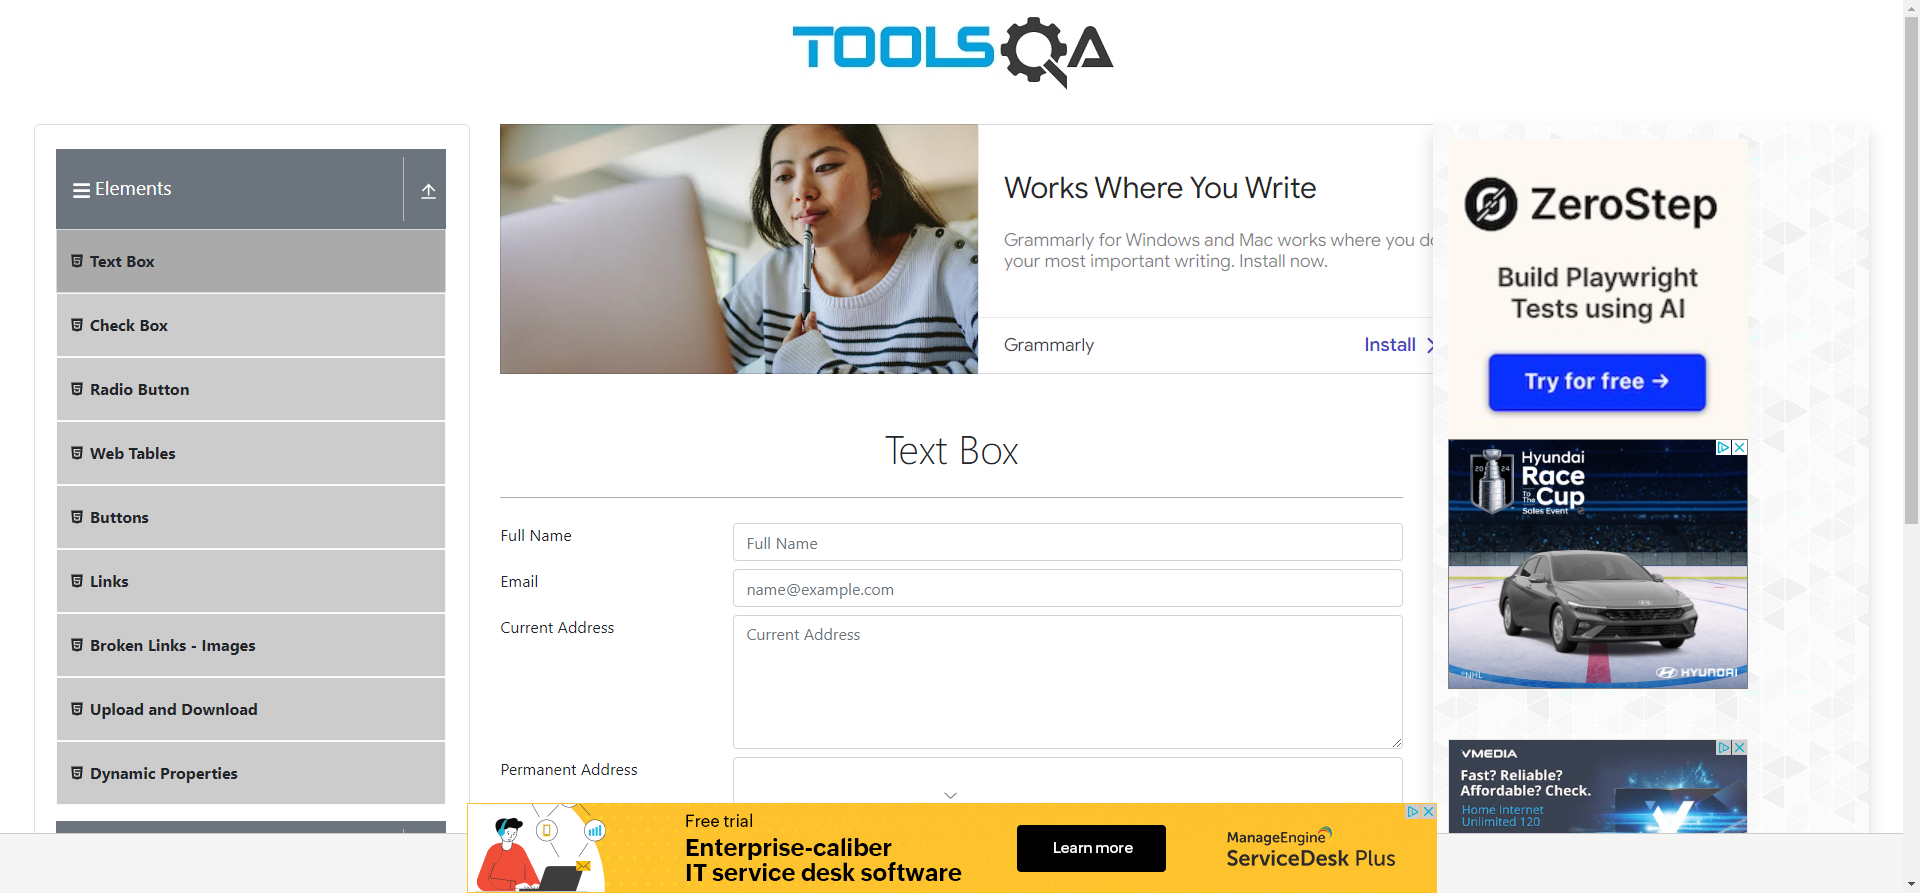 TOOLSQA
Elements
Text Box
Check Box
Radio Button
Web Tables
Buttons
Links
Broken Links - Images
Upload and Download
Dynamic Properties
Works Where You Write
Grammarly for Windows and Mac works where you do
your most important writing. Install now.
Grammarly
Install
Text Box
Full Name
Full Name
Email
name@example.com
Current Address
Current Address
Permanent Address
ZeroStep
Build Playwright
Tests using AI
Try for free →
2024
Hyundai
Race
To The
Cup
Sales Event
NHL
HYUNDAI
VMEDIA
Fast? Reliable?
Affordable? Check.
Home Internet
Unlimited 120
Free trial
Enterprise-caliber
IT service desk software
Learn more
ManageEngine
ServiceDesk Plus